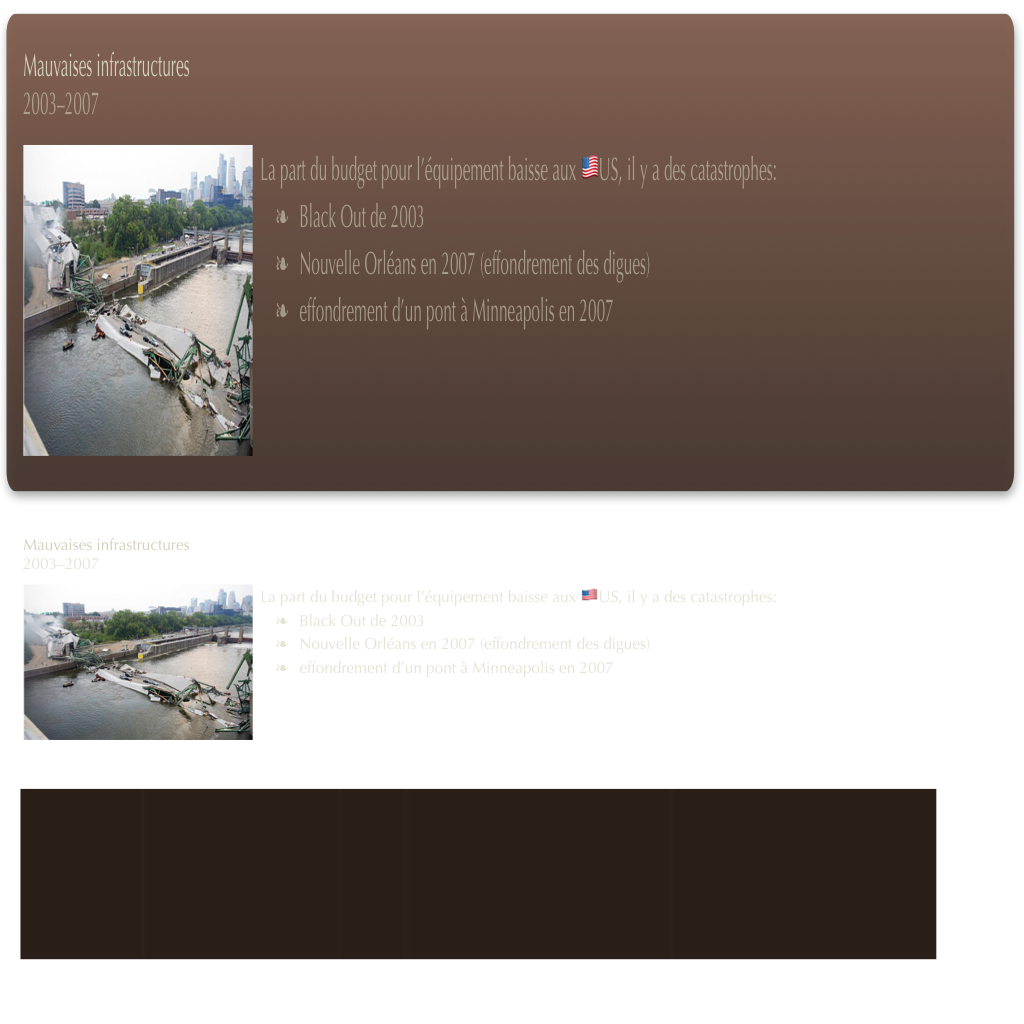 Mauvaises infrastructures
2003–2007
La part du budget pour l’équipement baisse aux 🇺🇸US, il y a des catastrophes:
❧ Black Out de 2003
❧ Nouvelle Orléans en 2007 (effondrement des digues)
❧ effondrement d’un pont à Minneapolis en 2007
Mauvaises infrastructures
2003–2007
La part du budget pour l’équipement baisse aux 🇺🇸US, il y a des catastrophes:
❧ Black Out de 2003
❧ Nouvelle Orléans en 2007 (effondrement des digues)
❧ effondrement d’un pont à Minneapolis en 2007